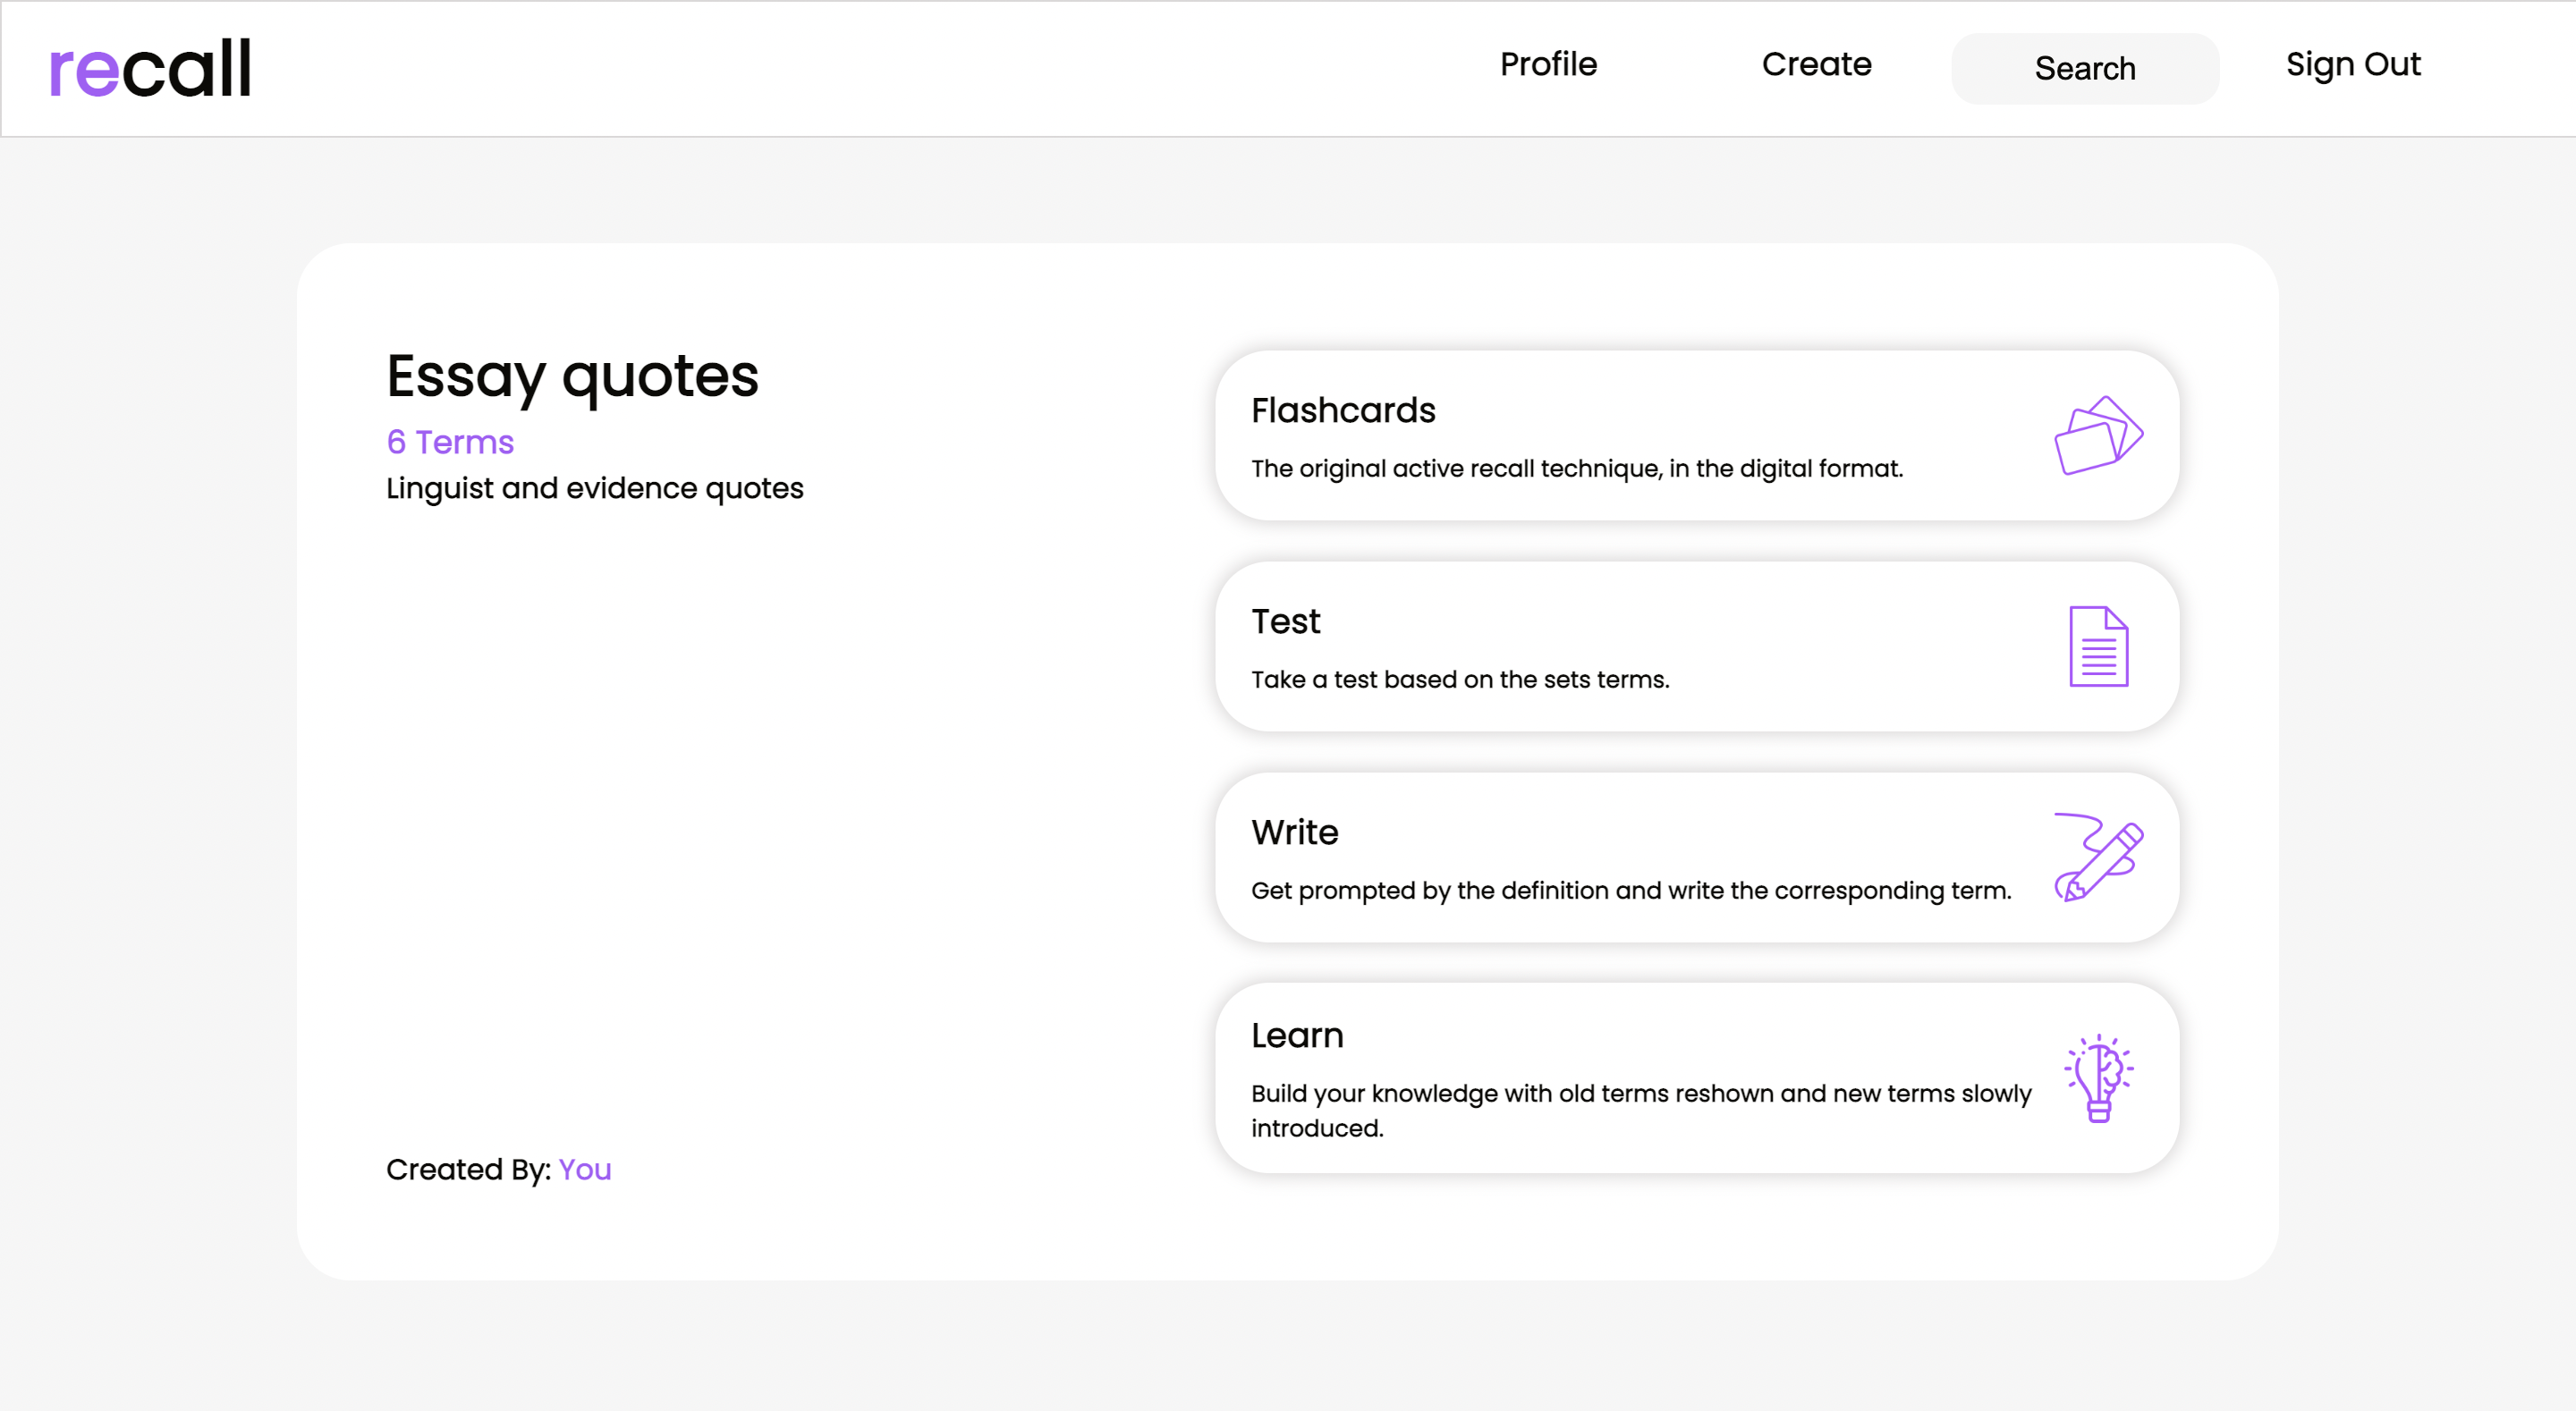 recall
Profile
Create
Search
Sign Out
Essay quotes
6 Terms
Linguist and evidence quotes
Created By: You
Flashcards
The original active recall technique, in the digital format.
Test
Take a test based on the sets terms.
Write
Get prompted by the definition and write the corresponding term.
Learn
Build your knowledge with old terms reshown and new terms slowly
introduced.